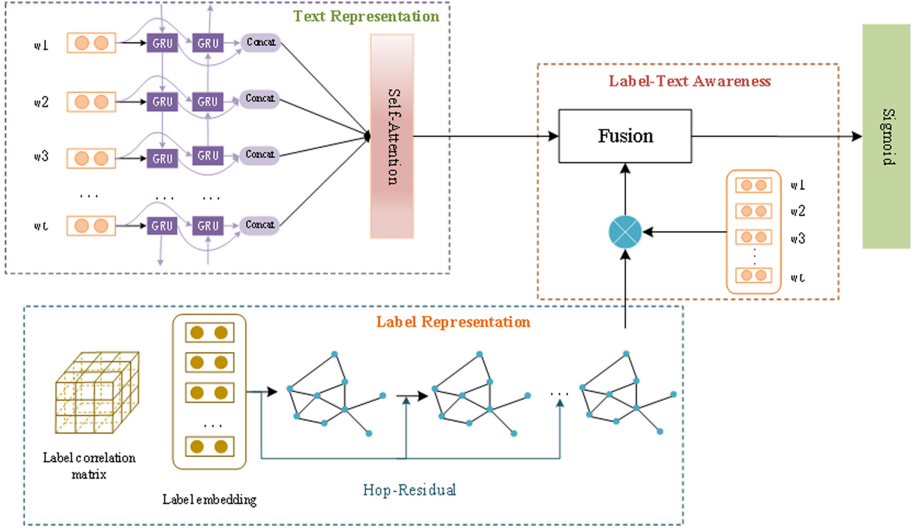 Text Representation
w1
GRU
GRU
Concat
w2
GRU
GRU
Concat
w3
GRU
GRU
Concat
...
...
...
wt
GRU
GRU
Concat
Self-Attention
Label-Text Awareness
Fusion
w1
w2
w3
...
wt
Sigmoid
Label Representation
...
...
Label correlation
matrix
Label embedding
Hop-Residual